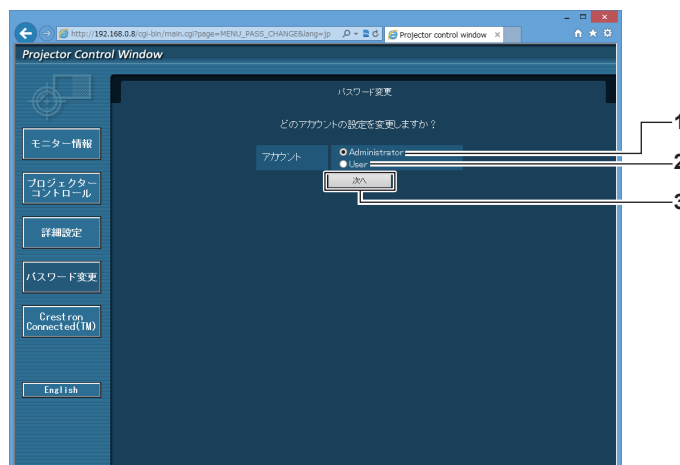 http://192.168.0.8/cgi-bin/main.cgi?page=MENU_PASS_CHANGE&lang=jp
Projector control window
Projector Control Window
パスワード変更
どのアカウントの設定を変更しますか？
アカウント
Administrator
User
次へ
1
2
3
モニター情報
プロジェクター
コントロール
詳細設定
パスワード変更
Crestron
Connected(TM)
English